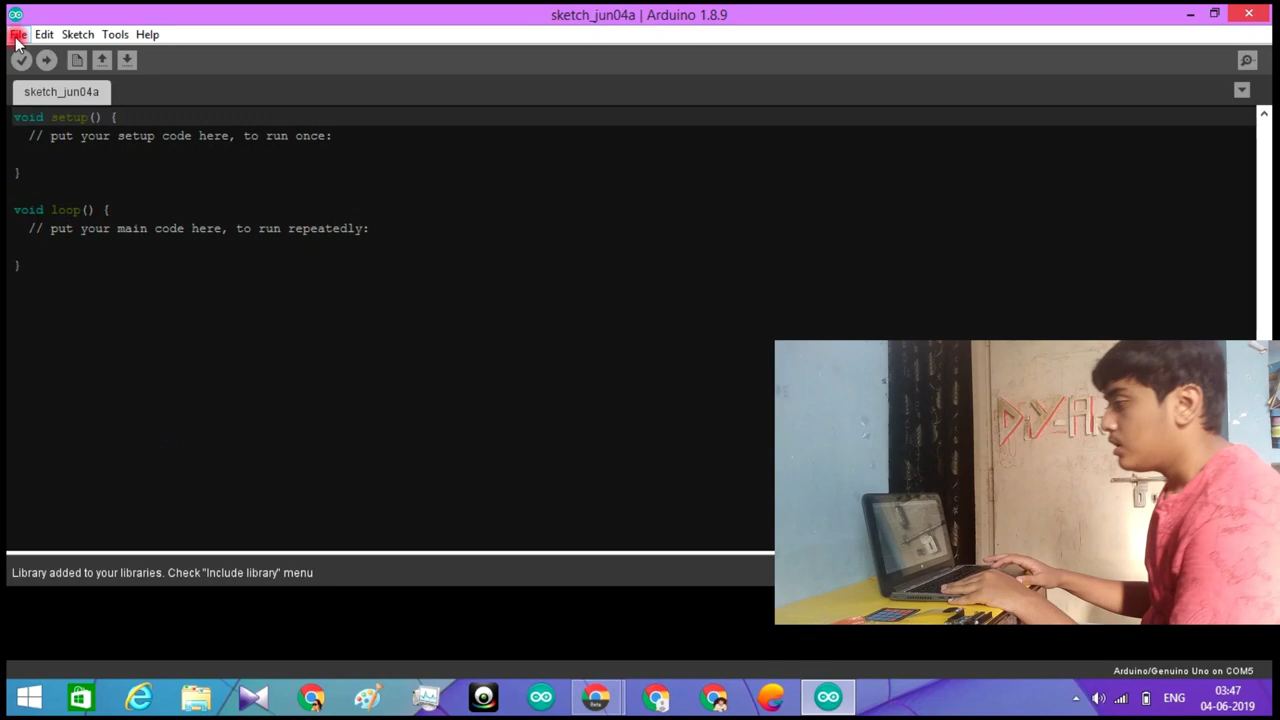 sketch_jun04a | Arduino 1.8.9
File Edit Sketch Tools Help
sketch_jun04a
void setup() {
// put your setup code here, to run once:
}
void loop() {
// put your main code here, to run repeatedly:
}
Library added to your libraries. Check "Include library" menu
Arduino/Genuino Uno on COM5
Beta
ENG
03:47
04-06-2019